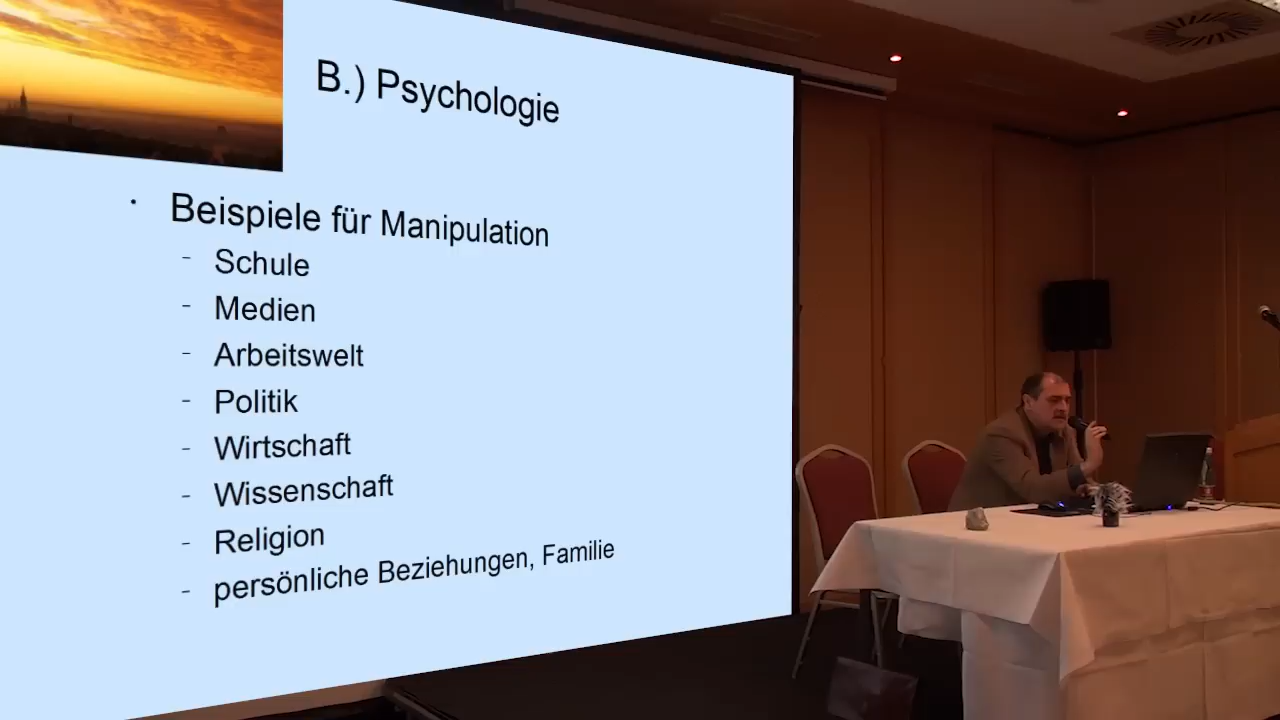 B.) Psychologie
• Beispiele für Manipulation
- Schule
- Medien
- Arbeitswelt
- Politik
- Wirtschaft
- Wissenschaft
- Religion
- persönliche Beziehungen, Familie